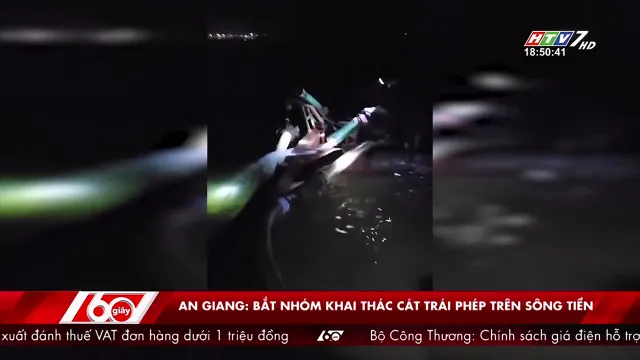 HTV7 HD
18:50:41
60 giây
AN GIANG: BẮT NHÓM KHAI THÁC CÁT TRÁI PHÉP TRÊN SÔNG TIỀN
xuất đánh thuế VAT đơn hàng dưới 1 triệu đồng 60 Bộ Công Thương: Chính sách giá điện hỗ trợ